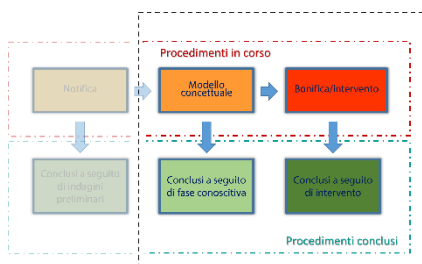 Procedimenti in corso
Notifica
Modello
concettuale
Bonifica/intervento
Conclusi a seguito
di indagini
preliminari
Conclusi a seguito
di fase conoscitiva
Conclusi a seguito
di intervento
Procedimenti conclusi